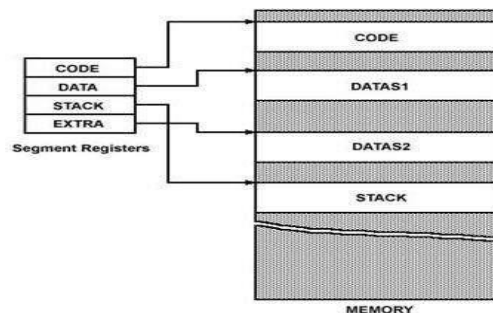 CODE
DATA
STACK
EXTRA
Segment Registers
CODE
DATAS1
DATAS2
STACK
MEMORY